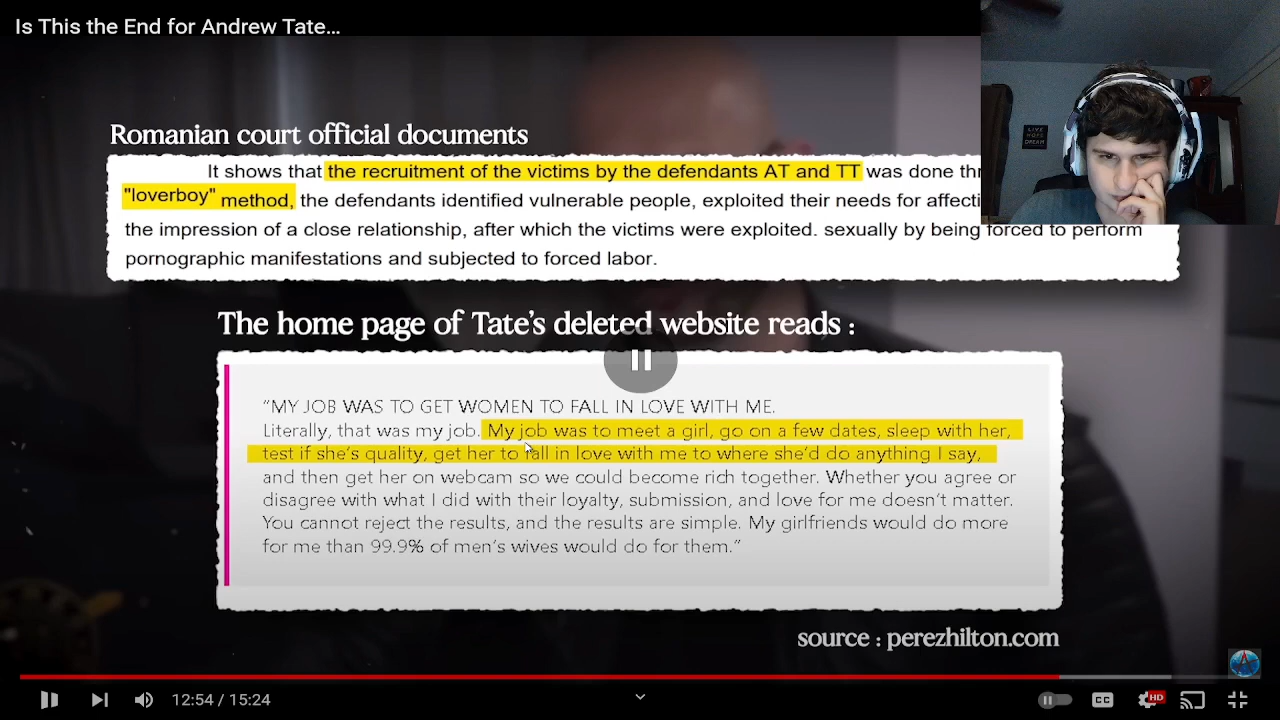 Is This the End for Andrew Tate…
LIVE
HOPE
DREAM
Romanian court official documents
It shows that the recruitment of the victims by the defendants AT and TT was done
"loverboy" method, the defendants identified vulnerable people, exploited their needs for
the impression of a close relationship, after which the victims were exploited. sexually by being forced to perform
pornographic manifestations and subjected to forced labor.
The home page of Tate's deleted website reads :
“MY JOB WAS TO GET WOMEN TO FALL IN LOVE WITH ME.
Literally, that was my job. My job was to meet a girl, go on a few dates, sleep with her,
test if she's quality, get her to fall in love with me to where she'd do anything I say,
and then get her on webcam so we could become rich together. Whether you agree or
disagree with what I did with their loyalty, submission, and love for me doesn't matter.
You cannot reject the results, and the results are simple. My girlfriends would do more
for me than 99.9% of men's wives would do for them.”
source : perezhilton.com
12:54 / 15:24
CC
HD